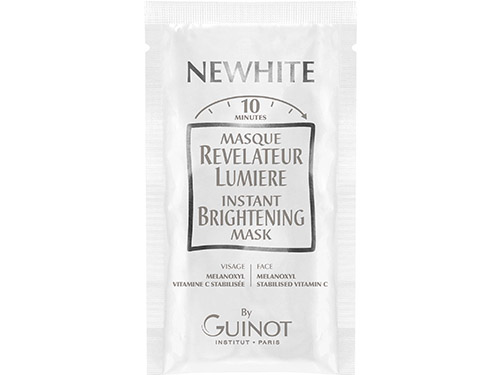 NEWHITE
10
MINUTES
MASQUE
REVELATEUR
LUMIERE
INSTANT
BRIGHTENING
MASK
VISAGE | FACE
MELANOXYL | MELANOXYL
VITAMINE C STABILISÉE | STABILISED VITAMIN C
By
GUINOT
INSTITUT • PARIS